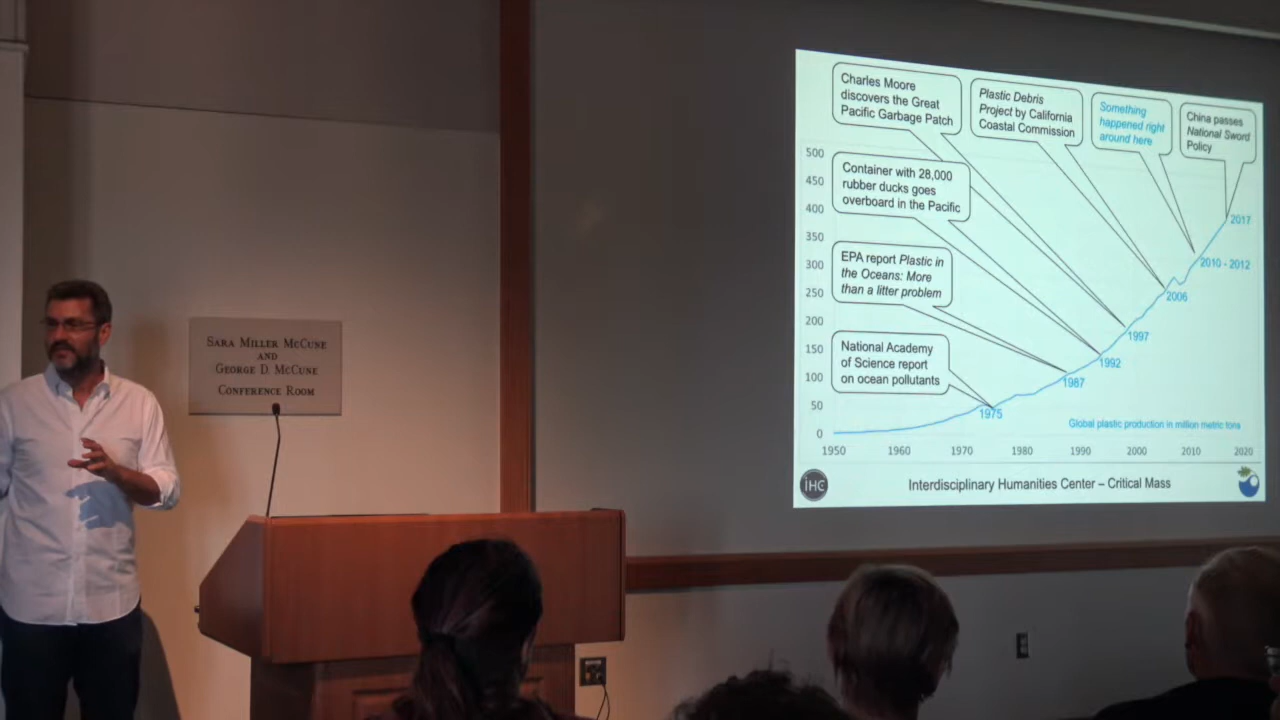 SARA MILLER MCCUNE
AND
GEORGE D. MCCUNE
CONFERENCE ROOM
Charles Moore
discovers the Great
Pacific Garbage Patch
Plastic Debris
Project by California
Coastal Commission
Something
happened right
around here
China passes
National Sword
Policy
Container with 28,000
rubber ducks goes
overboard in the Pacific
EPA report Plastic in
the Oceans: More
than a litter problem
National Academy
of Science report
on ocean pollutants
500
450
400
350
300
250
200
150
100
50
0
2017
2010 - 2012
2006
1997
1992
1987
1975
Global plastic production in million metric tons
1950 1960 1970 1980 1990 2000 2010 2020
IHC
Interdisciplinary Humanities Center – Critical Mass